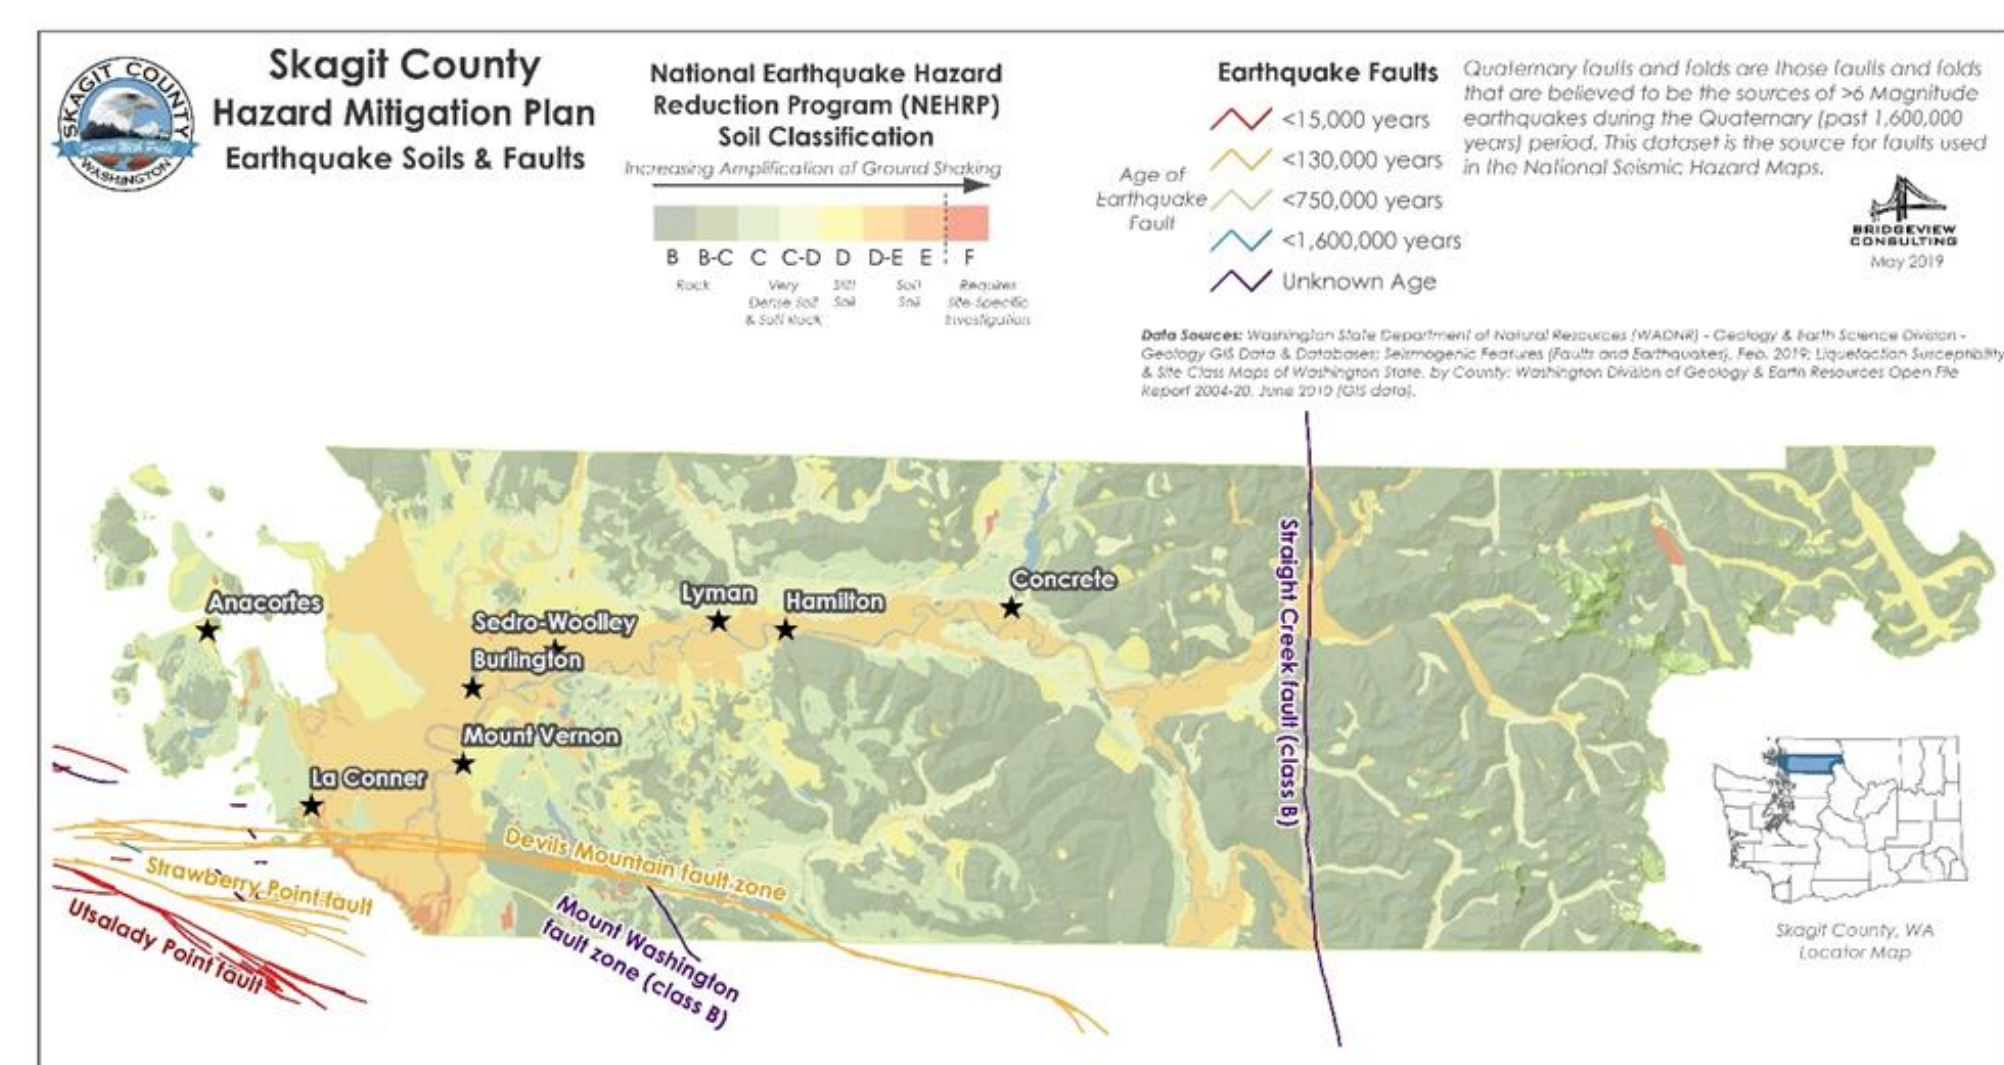 SKAGIT COUNTY
WASHINGTON
Skagit County
Hazard Mitigation Plan
Earthquake Soils & Faults
National Earthquake Hazard
Reduction Program (NEHRP)
Soil Classification
Increasing Amplification of Ground Shaking
B B-C C C-D D D-E E F
Rock
Very
Dense Soil
& Soft Rock
Stiff
Soil
Soft
Soil
Requires
Site-Specific
Investigation
Earthquake Faults
Age of
Earthquake
Fault
<15,000 years
<130,000 years
<750,000 years
<1,600,000 years
Unknown Age
Quaternary faults and folds are those faults and folds
that are believed to be the sources of >6 Magnitude
earthquakes during the Quaternary (past 1,600,000
years) period. This dataset is the source for faults used
in the National Seismic Hazard Maps.
BRIDGEVIEW
CONSULTING
May 2019
Data Sources: Washington State Department of Natural Resources (WADNR) - Geology & Earth Science Division -
Geology GIS Data & Databases; Seismogenic Features (Faults and Earthquakes), Feb. 2019; Liquefaction Susceptibility
& Site Class Maps of Washington State, by County: Washington Division of Geology & Earth Resources Open File
Report 2004-20, June 2010 (GIS data).
Anacortes
Sedro-Woolley
Burlington
Lyman
Hamilton
Concrete
Mount Vernon
La Conner
Straight Creek fault (class B)
Devils Mountain fault zone
Strawberry Point fault
Utsalady Point fault
Mount Washington
fault zone (class B)
Skagit County, WA
Locator Map